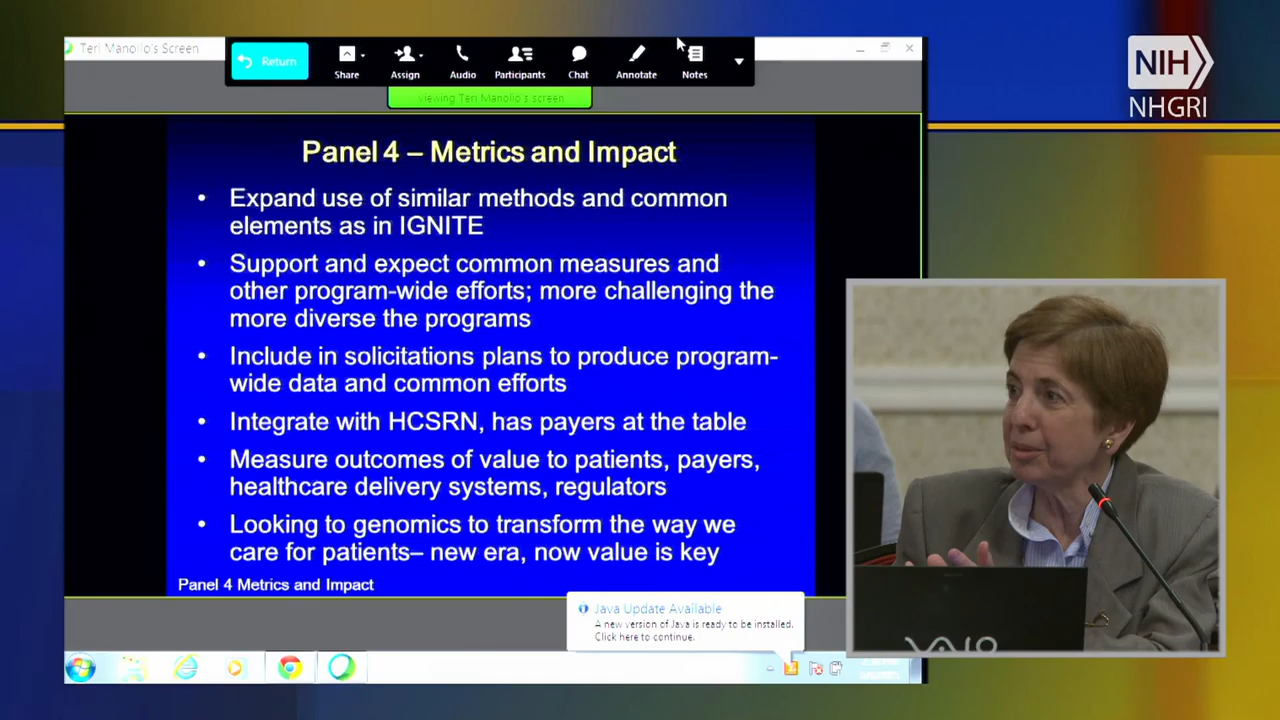 Teri Manolio's Screen
Return
Share
Assign
Audio
Participants
Chat
Annotate
Notes
viewing Teri Manolio's screen
NIH
NHGRI
Panel 4 – Metrics and Impact
• Expand use of similar methods and common
elements as in IGNITE
• Support and expect common measures and
other program-wide efforts; more challenging the
more diverse the programs
• Include in solicitations plans to produce program-
wide data and common efforts
• Integrate with HCSRN, has payers at the table
• Measure outcomes of value to patients, payers,
healthcare delivery systems, regulators
• Looking to genomics to transform the way we
care for patients– new era, now value is key
Panel 4 Metrics and Impact
Java Update Available
A new version of Java is ready to be installed.
Click here to continue.
VAIO